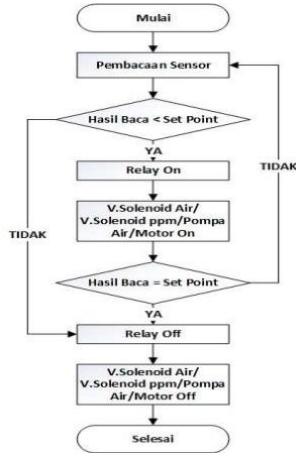 Mulai
Pembacaan Sensor
Hasil Baca < Set Point
YA
TIDAK
Relay On
V.Solenoid Air/
V.Solenoid ppm/Pompa
Air/Motor On
TIDAK
Hasil Baca = Set Point
YA
Relay Off
V.Solenoid Air/
V.Solenoid ppm/Pompa
Air/Motor Off
Selesai